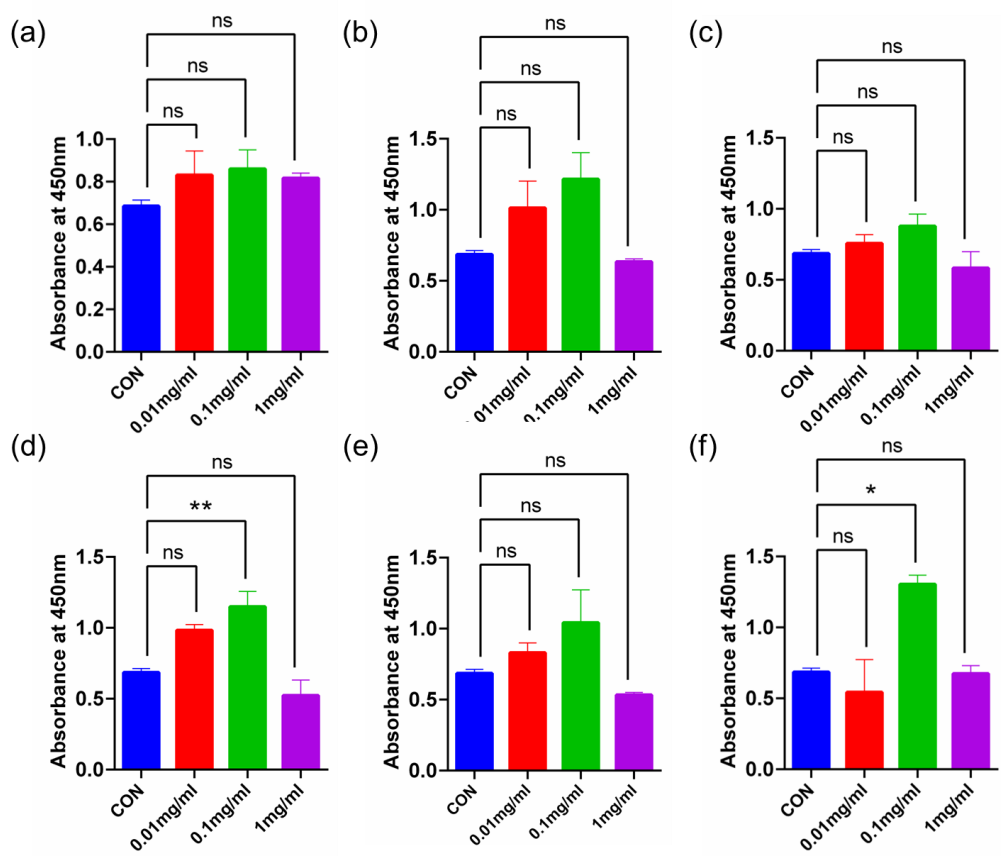 (a)
ns
ns
ns
Absorbance at 450nm
1.0
0.8
0.6
0.4
0.2
0.0
CON
0.01mg/ml
0.1mg/ml
1mg/ml
(b)
ns
ns
ns
Absorbance at 450nm
1.5
1.0
0.5
0.0
CON
0.01mg/ml
0.1mg/ml
1mg/ml
(c)
ns
ns
ns
Absorbance at 450nm
1.5
1.0
0.5
0.0
CON
0.01mg/ml
0.1mg/ml
1mg/ml
(d)
ns
**
ns
Absorbance at 450nm
1.5
1.0
0.5
0.0
CON
0.01mg/ml
0.1mg/ml
1mg/ml
(e)
ns
ns
ns
Absorbance at 450nm
1.5
1.0
0.5
0.0
CON
0.01mg/ml
0.1mg/ml
1mg/ml
(f)
ns
*
ns
Absorbance at 450nm
1.5
1.0
0.5
0.0
CON
0.01mg/ml
0.1mg/ml
1mg/ml